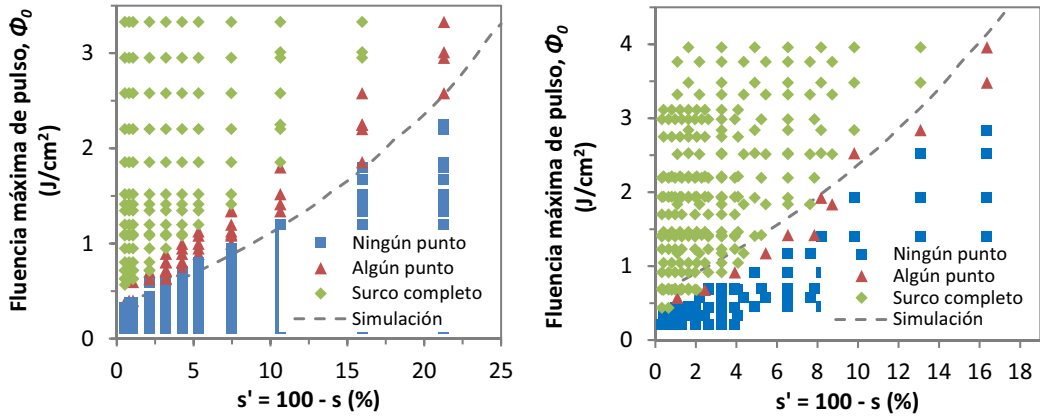 Fluencia máxima de pulso, Φ0
(J/cm2)
3
2
1
0
0
5
10
15
20
25
s' = 100 - s (%)
Ningún punto
Algún punto
Surco completo
Simulación
Fluencia máxima de pulso, Φ0
(J/cm2)
4
3
2
1
0
0
2
4
6
8
10
12
14
16
18
s' = 100 - s (%)
Ningún punto
Algún punto
Surco completo
Simulación